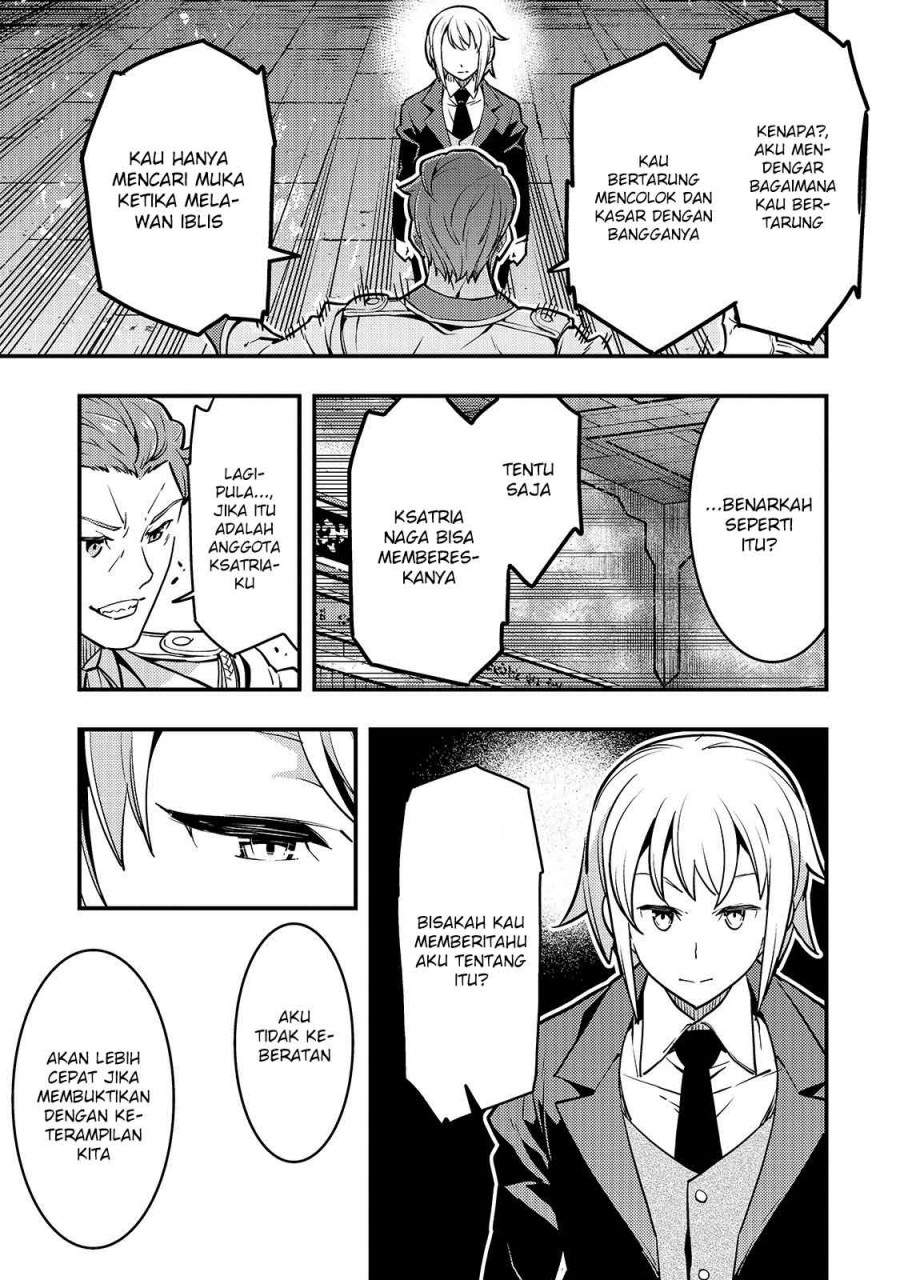 KENAPA?,
AKU MEN-
DENGAR
BAGAIMANA
KAU BER-
TARUNG
KAU
BERTARUNG
MENCOLOK DAN
KASAR DENGAN
BANGGANYA
KAU HANYA
MENCARI MUKA
KETIKA MELA-
WAN IBLIS
...BENARKAH
SEPERTI
ITU?
TENTU
SAJA
KSATRIA
NAGA BISA
MEMBERES-
KANYA
LAGI-
PULA...,
JIKA ITU
ADALAH
ANGGOTA
KSATRIA-
KU
BISAKAH KAU
MEMBERITAHU
AKU TENTANG
ITU?
AKU
TIDAK KE-
BERATAN
AKAN LEBIH
CEPAT JIKA
MEMBUKTIKAN
DENGAN KE-
TERAMPILAN
KITA